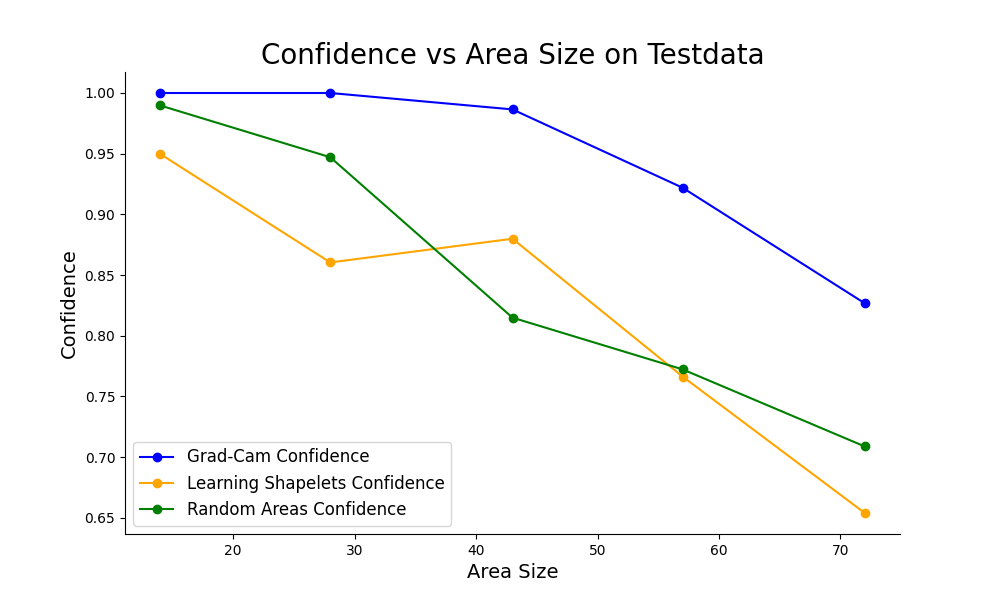 Confidence vs Area Size on Testdata
Confidence
1.00
0.95
0.90
0.85
0.80
0.75
0.70
0.65
Grad-Cam Confidence
Learning Shapelets Confidence
Random Areas Confidence
20 30 40 50 60 70
Area Size